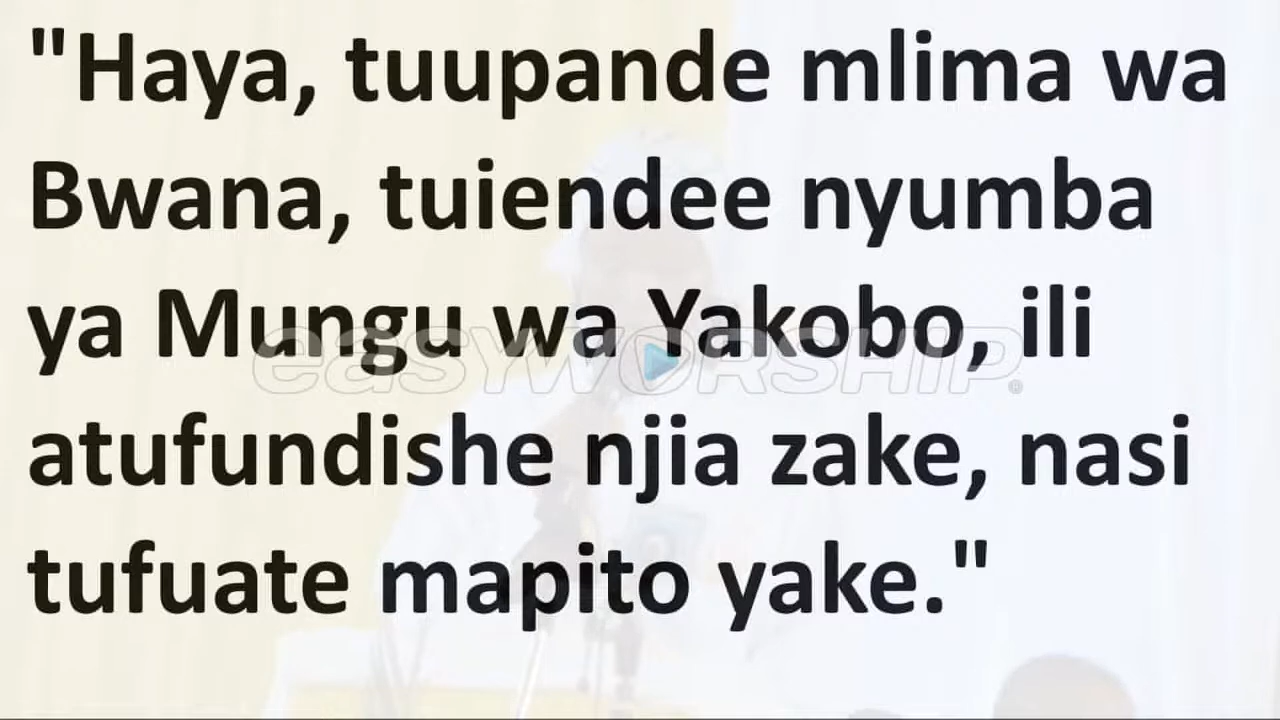 "Haya, tuupande mlima wa
Bwana, tuiendee nyumba
ya Mungu wa Yakobo, ili
easyworship®
atufundishe njia zake, nasi
tufuate mapito yake."